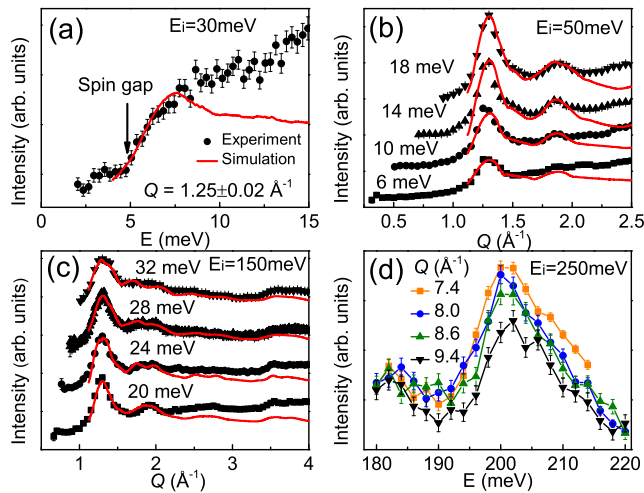 (a) Ei=30meV
Spin gap
Experiment
Simulation
Q = 1.25±0.02 Å-1
0 5 10 15
E (meV)
Intensity (arb. units)
(b) Ei=50meV
18 meV
14 meV
10 meV
6 meV
0.5 1.0 1.5 2.0 2.5
Q (Å-1)
Intensity (arb. units)
(c) Ei=150meV
32 meV
28 meV
24 meV
20 meV
1 2 3 4
Q (Å-1)
Intensity (arb. units)
(d) Ei=250meV
Q (Å-1)
7.4
8.0
8.6
9.4
180 190 200 210 220
E (meV)
Intensity (arb. units)